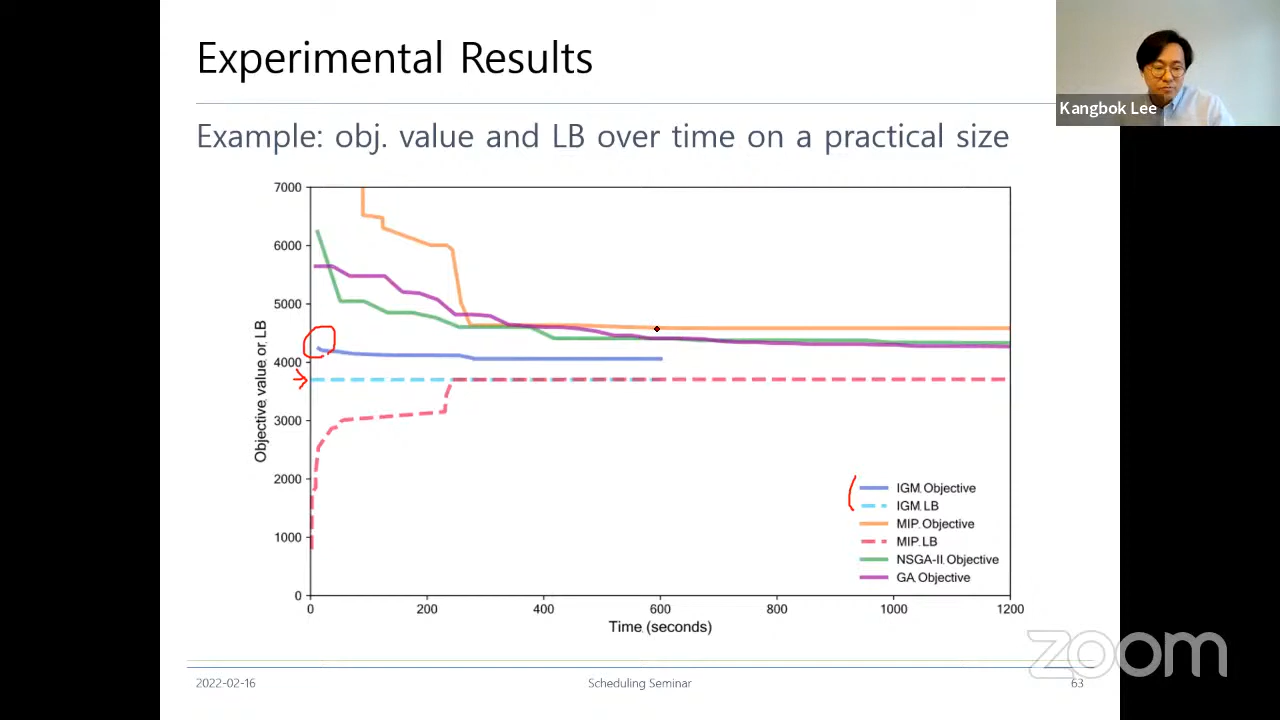 Experimental Results
Kangbok Lee
Example: obj. value and LB over time on a practical size
7000
6000
5000
4000
3000
2000
1000
0
Objective value or LB
IGM Objective
IGM LB
MIP Objective
MIP LB
NSGA-II Objective
GA Objective
0 200 400 600 800 1000 1200
Time (seconds)
zoom
2022-02-16 Scheduling Seminar 63